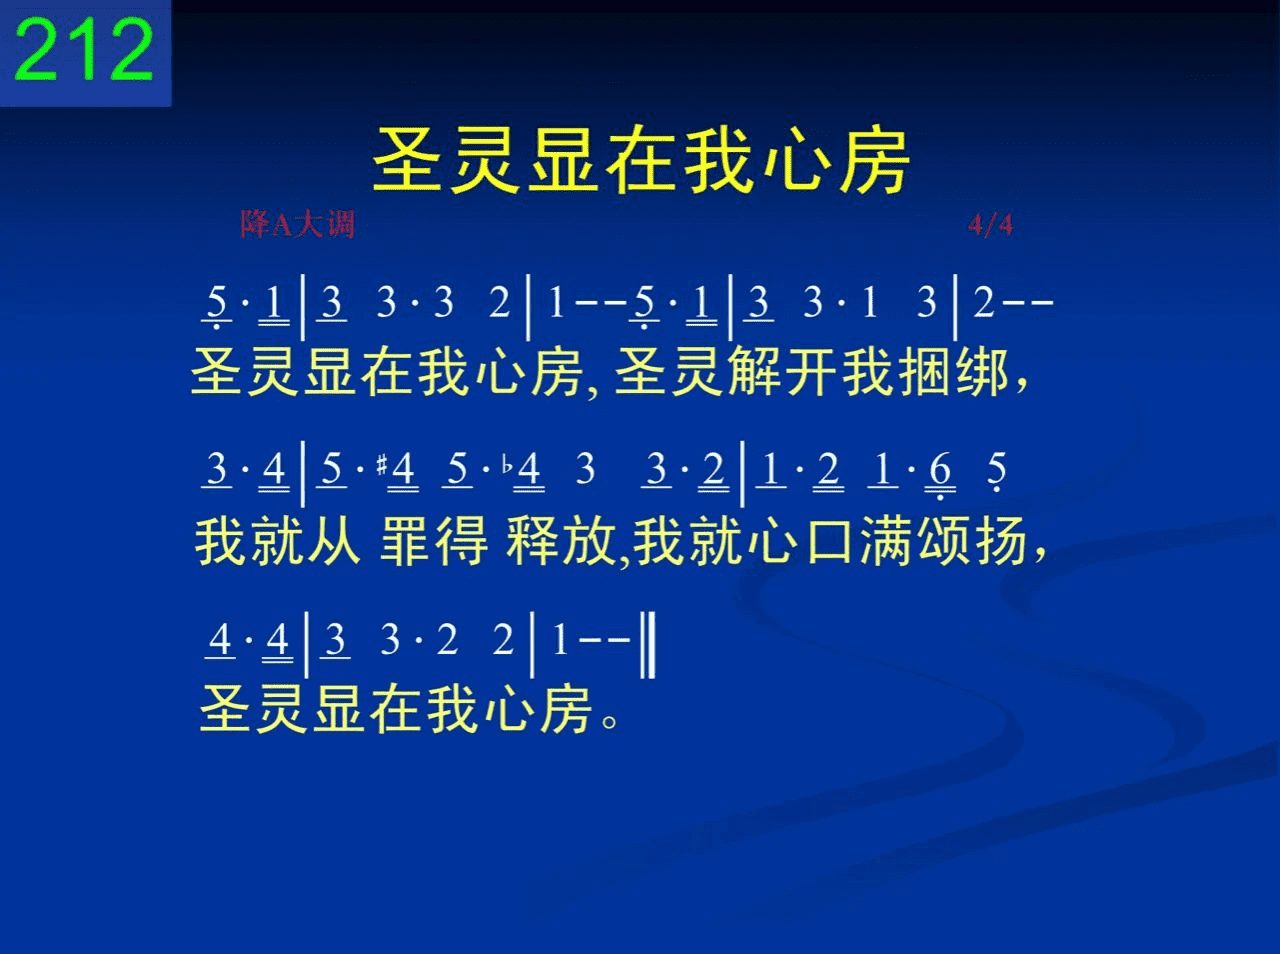 212
圣灵显在我心房
降A大调 4/4
5·1|3 3·3 2|1--5·1|3 3·1 3|2--
圣灵显在我心房,圣灵解开我捆绑，
3·4|5·♯4 5·♭4 3 3·2|1·2 1·6 5
我就从 罪得 释放,我就心口满颂扬，
4·4|3 3·2 2|1--‖
圣灵显在我心房。